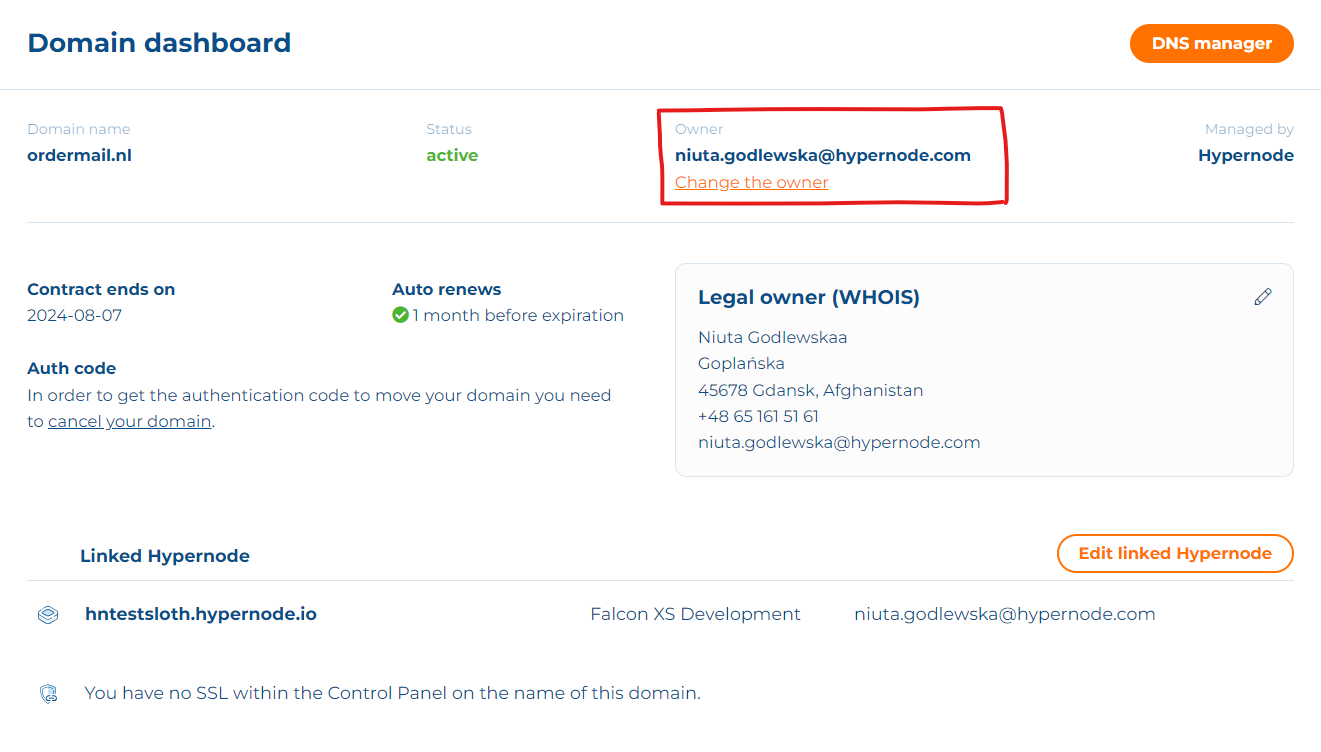 Domain dashboard
DNS manager
Domain name
ordermail.nl
Status
active
Owner
niuta.godlewska@hypernode.com
Change the owner
Managed by
Hypernode
Contract ends on
2024-08-07
Auto renews
1 month before expiration
Auth code
In order to get the authentication code to move your domain you need
to cancel your domain.
Legal owner (WHOIS)
Niuta Godlewskaa
Goplańska
45678 Gdansk, Afghanistan
+48 65 161 51 61
niuta.godlewska@hypernode.com
Linked Hypernode
Edit linked Hypernode
hntestsloth.hypernode.io
Falcon XS Development
niuta.godlewska@hypernode.com
You have no SSL within the Control Panel on the name of this domain.